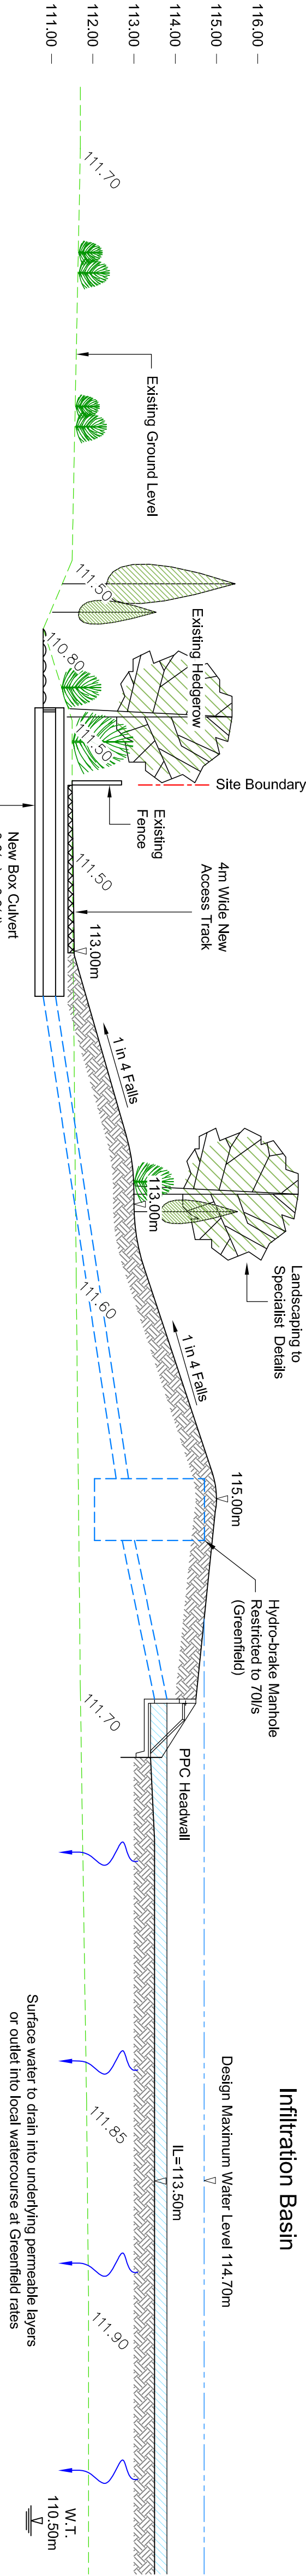 Infiltration Basin
116.00
115.00
114.00
113.00
112.00
111.00
111.70
Existing Ground Level
111.50
110.80
Existing Hedgerow
111.50
Site Boundary
Existing
Fence
111.50
4m Wide New
Access Track
New Box Culvert
113.00m
1 in 4 Falls
113.00m
Landscaping to
Specialist Details
111.60
1 in 4 Falls
115.00m
Hydro-brake Manhole
Restricted to 70l/s
(Greenfield)
111.70
PPC Headwall
Design Maximum Water Level 114.70m
IL=113.50m
111.85
111.90
Surface water to drain into underlying permeable layers
or outlet into local watercourse at Greenfield rates
W.T.
110.50m